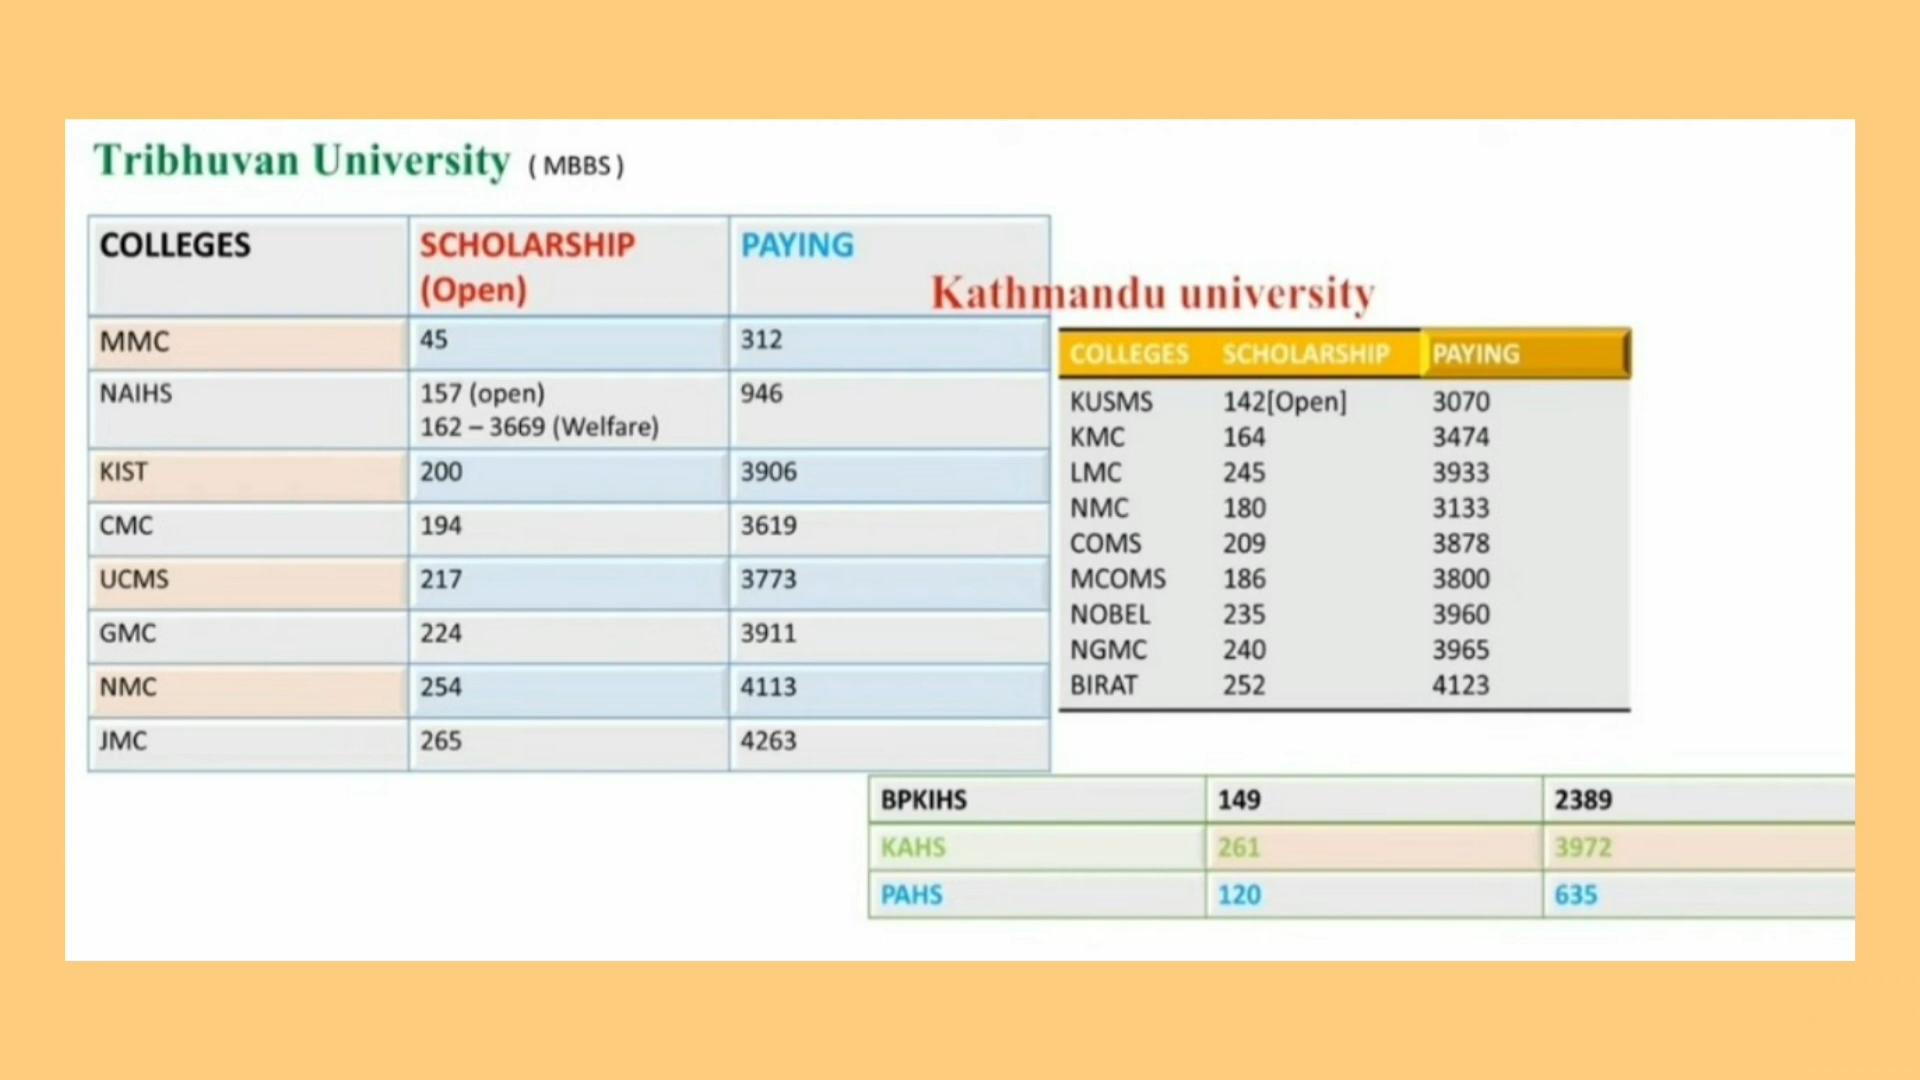 Tribhuvan University ( MBBS )
COLLEGES SCHOLARSHIP (Open) PAYING
MMC 45 312
NAIHS 157 (open) 946
162 – 3669 (Welfare)
KIST 200 3906
CMC 194 3619
UCMS 217 3773
GMC 224 3911
NMC 254 4113
JMC 265 4263
Kathmandu university
COLLEGES SCHOLARSHIP PAYING
KUSMS 142[Open] 3070
KMC 164 3474
LMC 245 3933
NMC 180 3133
COMS 209 3878
MCOMS 186 3800
NOBEL 235 3960
NGMC 240 3965
BIRAT 252 4123
BPKIHS 149 2389
KAHS 261 3972
PAHS 120 635